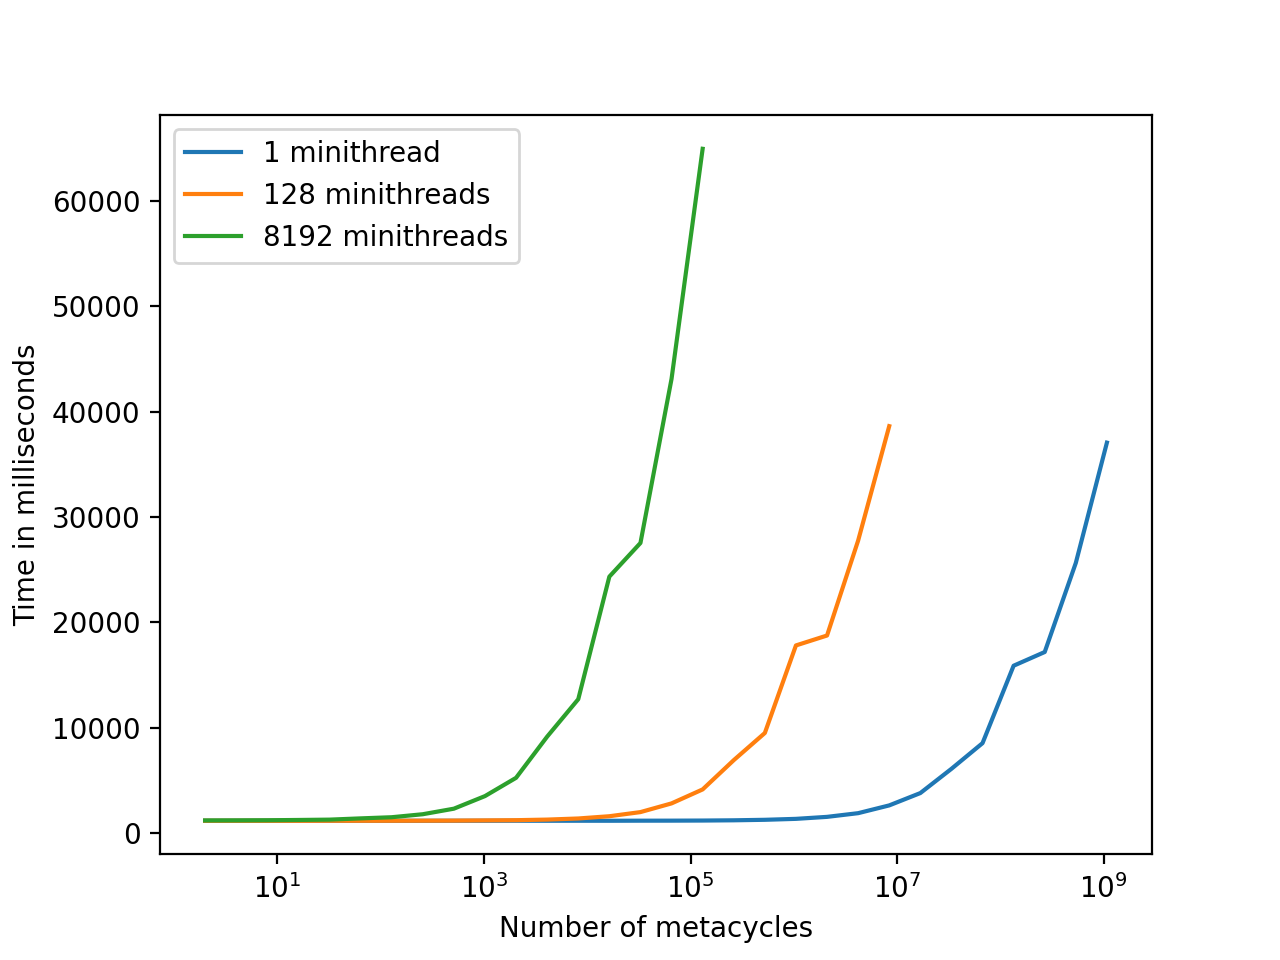 1 minithread
128 minithreads
8192 minithreads
60000
50000
40000
30000
20000
10000
0
Time in milliseconds
10¹ 10³ 10⁵ 10⁷ 10⁹
Number of metacycles